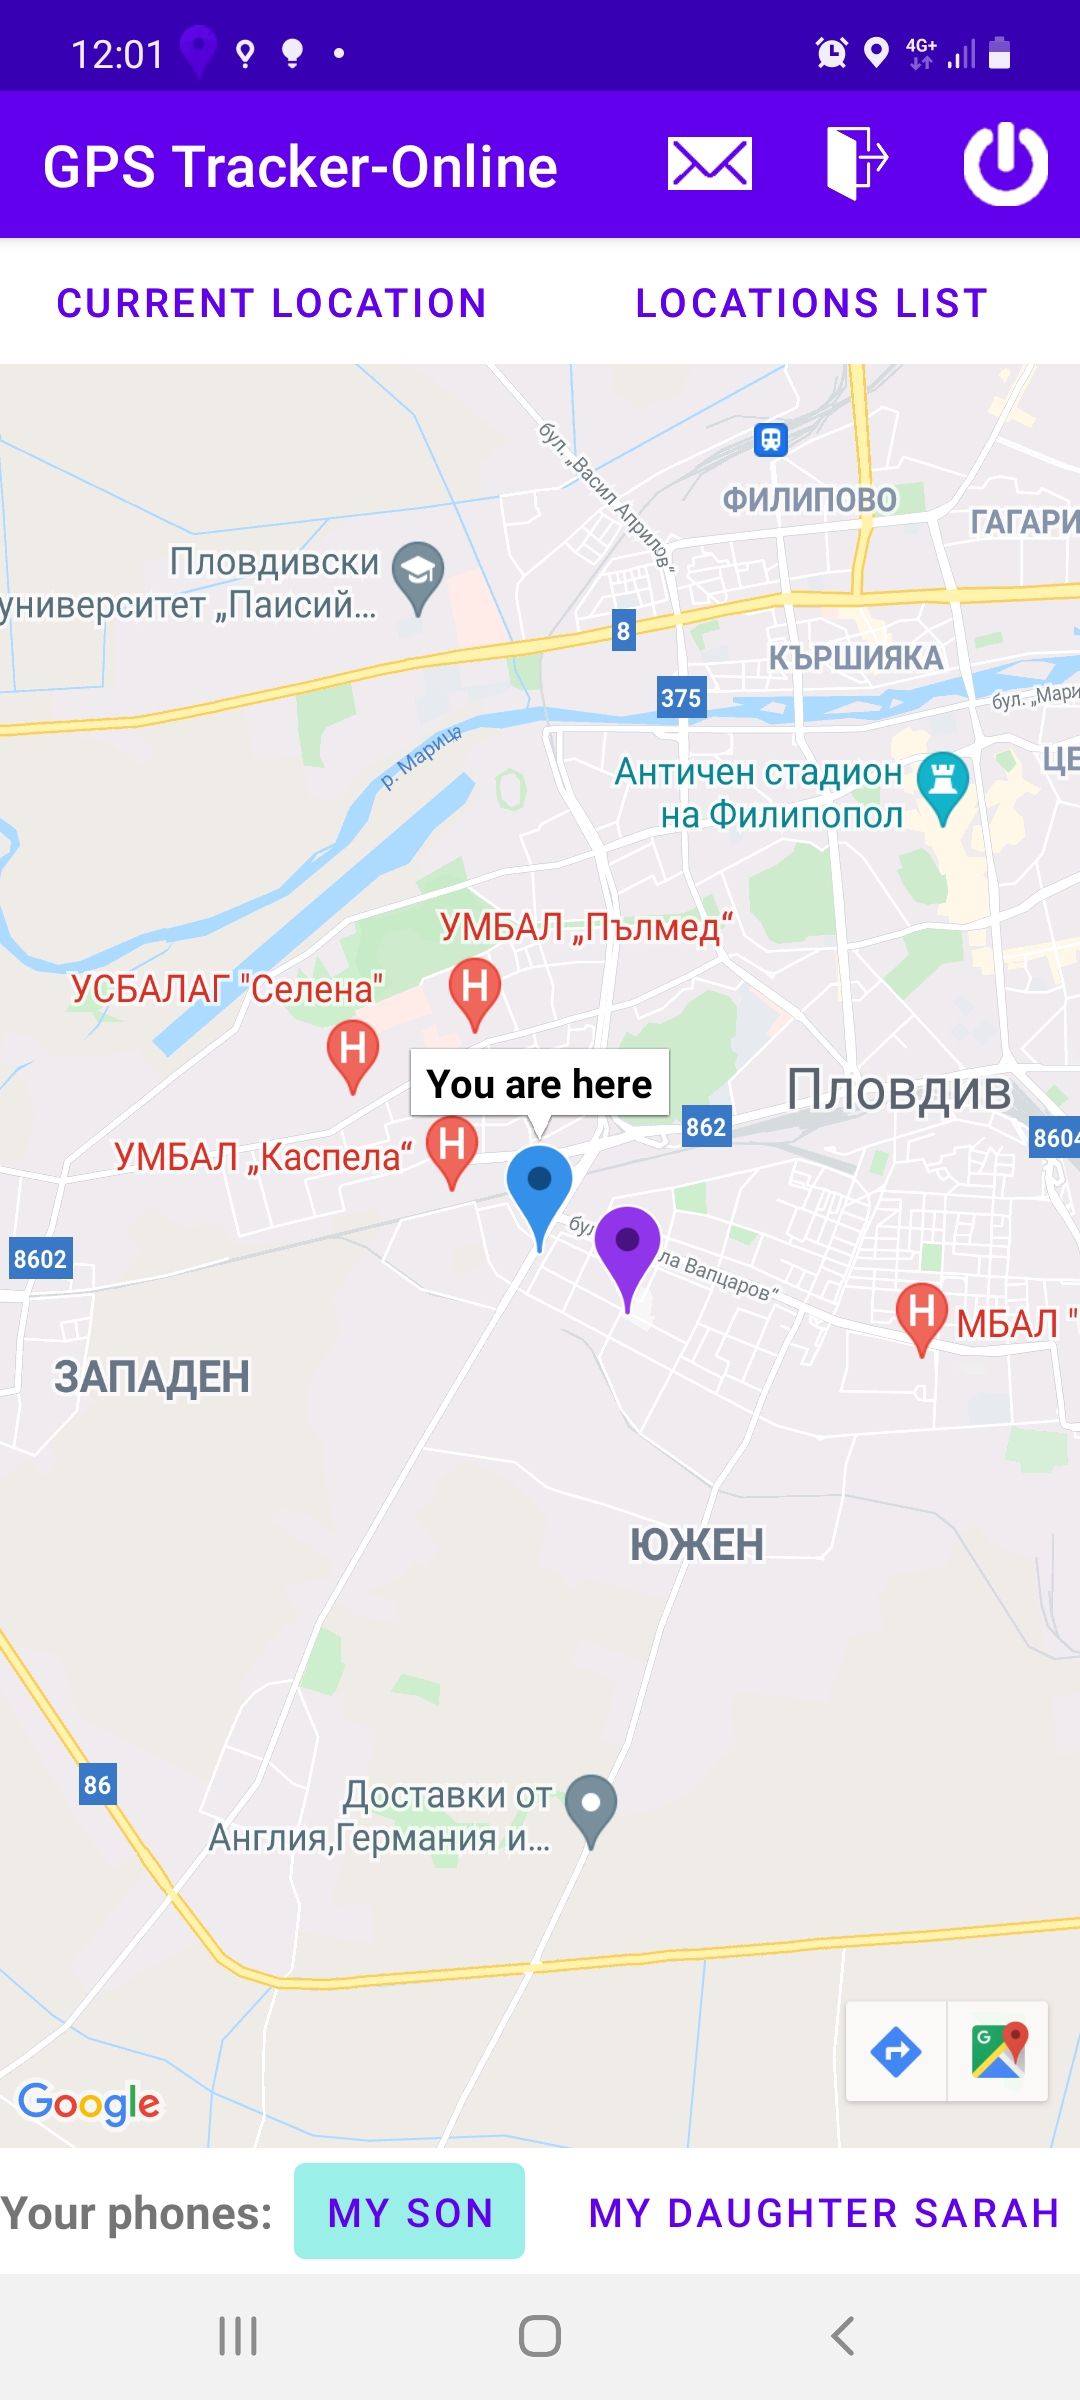 12:01
4G+
GPS Tracker-Online
CURRENT LOCATION
LOCATIONS LIST
бул. „Васил Априлов“
ФИЛИПОВО
ГАГАРИ
Пловдивски
университет „Паисий...
8
КЪРШИЯКА
375
бул. „Мари
р. Марица
ЦЕ
Античен стадион
на Филипопол
УМБАЛ „Пълмед“
УСБАЛАГ "Селена"
H
H
You are here
Пловдив
862
8604
УМБАЛ „Каспела“
H
бул
ла Вапцаров“
8602
H
МБАЛ "
ЗАПАДЕН
ЮЖЕН
86
Доставки от
Англия,Германия и...
G
Google
Your phones:
MY SON
MY DAUGHTER SARAH